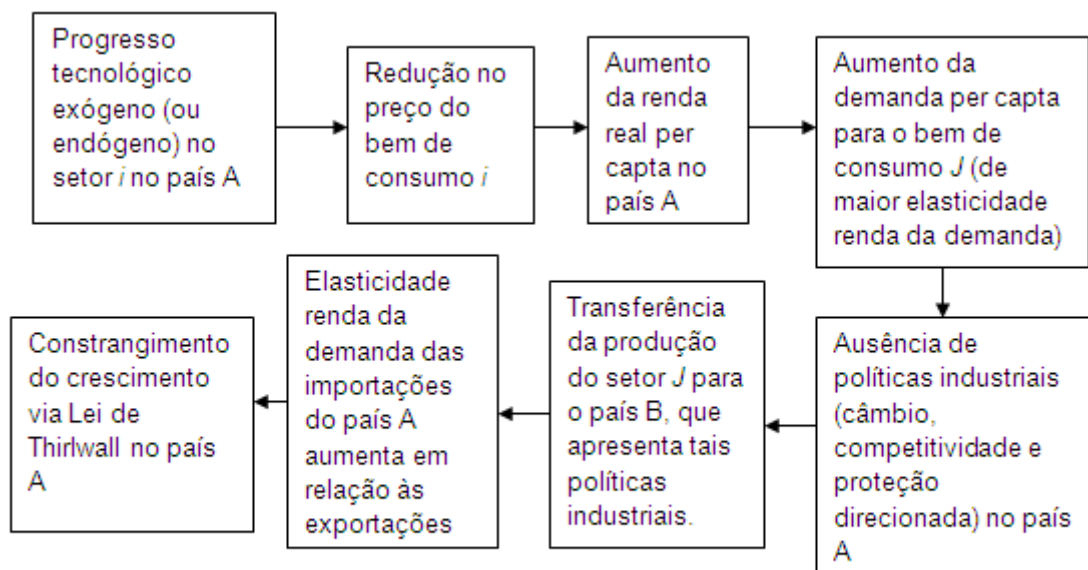 Progresso
tecnológico
exógeno (ou
endógeno) no
setor i no país A
Redução no
preço do
bem de
consumo i
Aumento
da renda
real per
capta no
país A
Aumento da
demanda per capta
para o bem de
consumo J (de
maior elasticidade
renda da demanda)
Ausência de
políticas industriais
(câmbio,
competitividade e
proteção
direcionada) no país
A
Transferência
da produção
do setor J para
o país B, que
apresenta tais
políticas
industriais.
Elasticidade
renda da
demanda das
importações
do país A
aumenta em
relação às
exportações
Constrangimento
do crescimento
via Lei de
Thirlwall no país
A